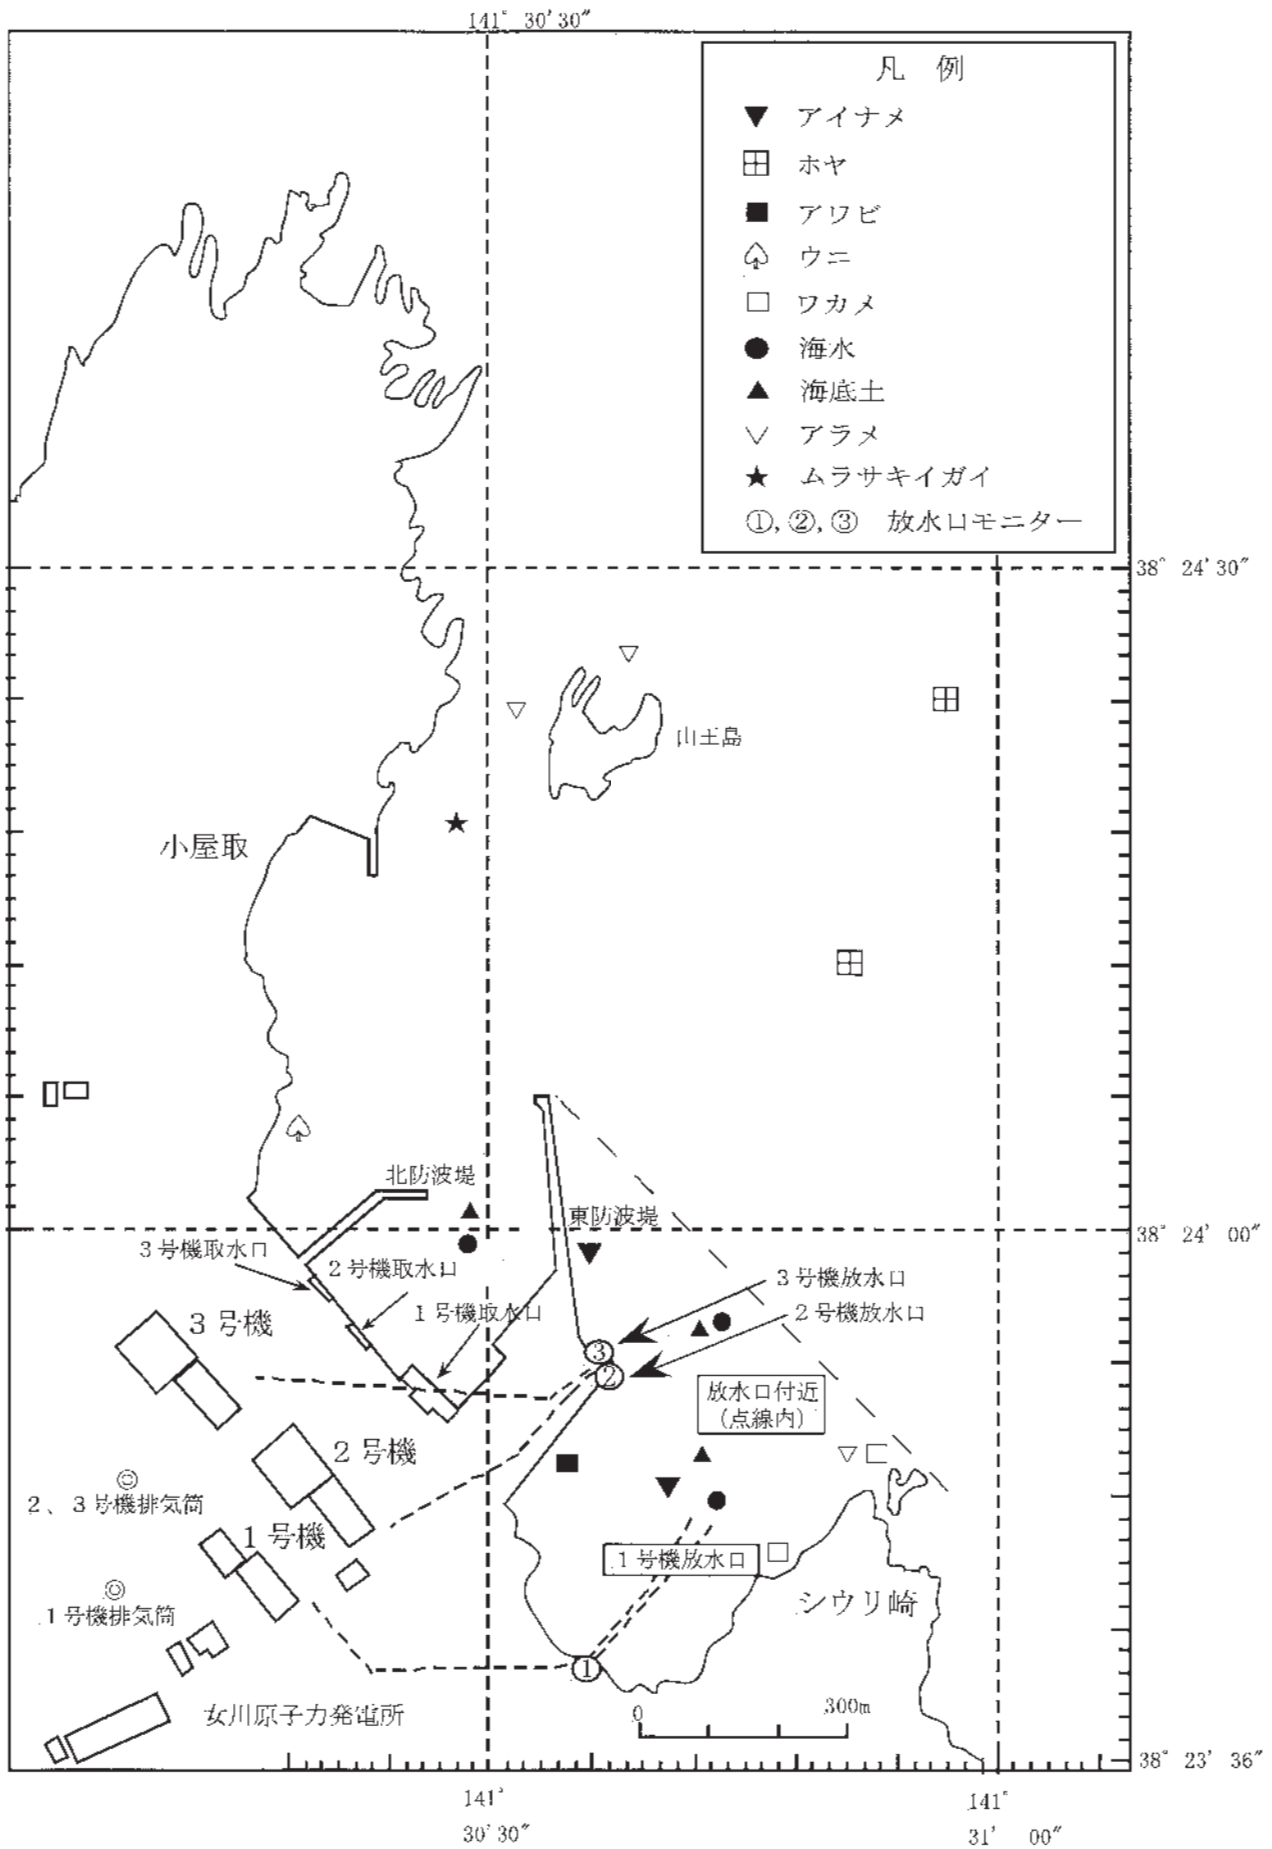 141° 30′30″
凡 例
アイナメ
ホヤ
アワビ
ウニ
ワカメ
海水
海底土
アラメ
ムラサキイガイ
①,②,③ 放水口モニター
38° 24′30″
山王島
小屋取
北防波堤
東防波堤
38° 24′00″
3号機取水口
2号機取水口
1号機取水口
3号機放水口
2号機放水口
3号機
③
②
放水口付近
(点線内)
2号機
2、3号機排気筒
1号機
1号機放水口
1号機排気筒
シウリ崎
①
女川原子力発電所
0 300m
38° 23′36″
141°
30′30″
141°
31′ 00″